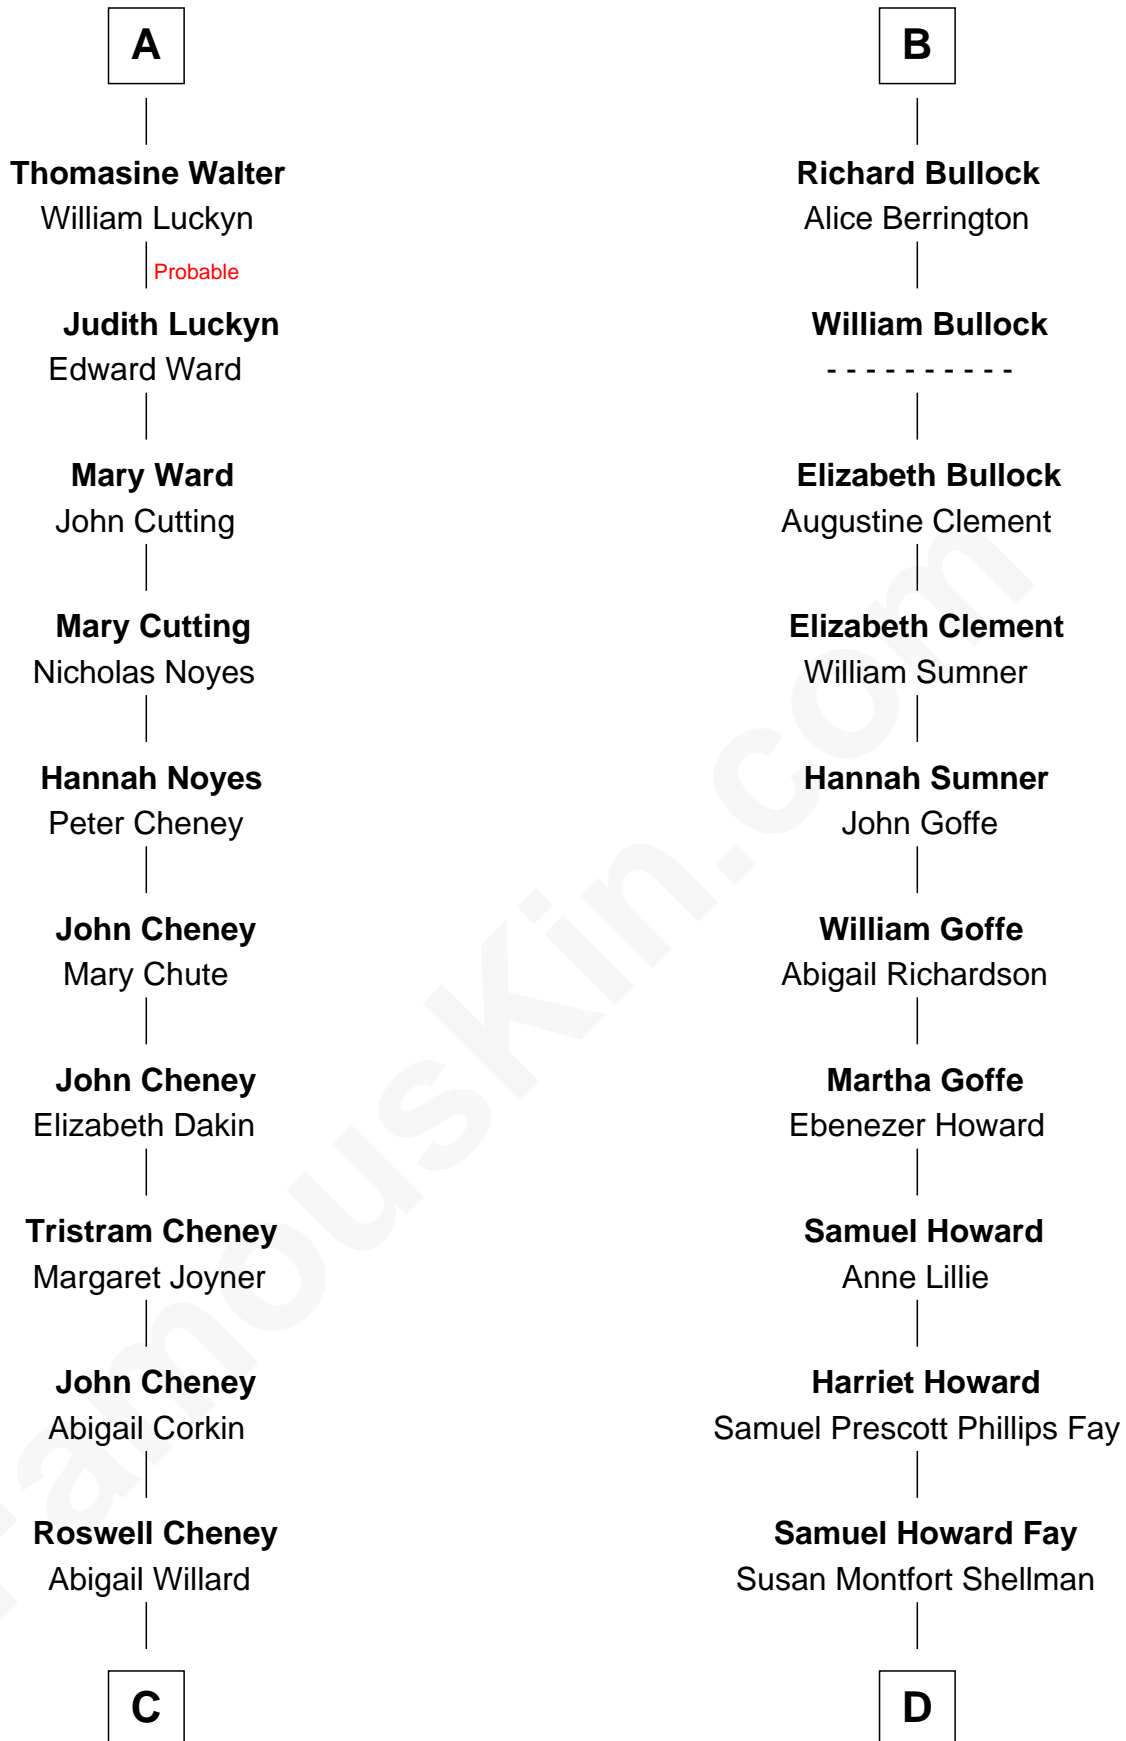 A
Thomasine Walter
William Luckyn
Probable
Judith Luckyn
Edward Ward
Mary Ward
John Cutting
Mary Cutting
Nicholas Noyes
Hannah Noyes
Peter Cheney
John Cheney
Mary Chute
John Cheney
Elizabeth Dakin
Tristram Cheney
Margaret Joyner
John Cheney
Abigail Corkin
Roswell Cheney
Abigail Willard
C
B
Richard Bullock
Alice Berrington
William Bullock
- - - - - - - - - -
Elizabeth Bullock
Augustine Clement
Elizabeth Clement
William Sumner
Hannah Sumner
John Goffe
William Goffe
Abigail Richardson
Martha Goffe
Ebenezer Howard
Samuel Howard
Anne Lillie
Harriet Howard
Samuel Prescott Phillips Fay
Samuel Howard Fay
Susan Montfort Shellman
D
FamousKin.com